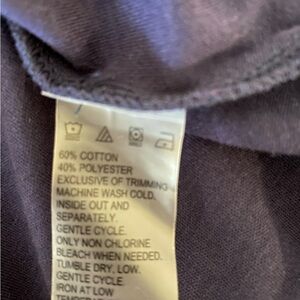 60% COTTON
40% POLYESTER
EXCLUSIVE OF TRIMMING
MACHINE WASH COLD,
INSIDE OUT AND
SEPARATELY.
GENTLE CYCLE.
ONLY NON CHLORINE
BLEACH WHEN NEEDED.
TUMBLE DRY, LOW.
GENTLE CYCLE
IRON AT LOW